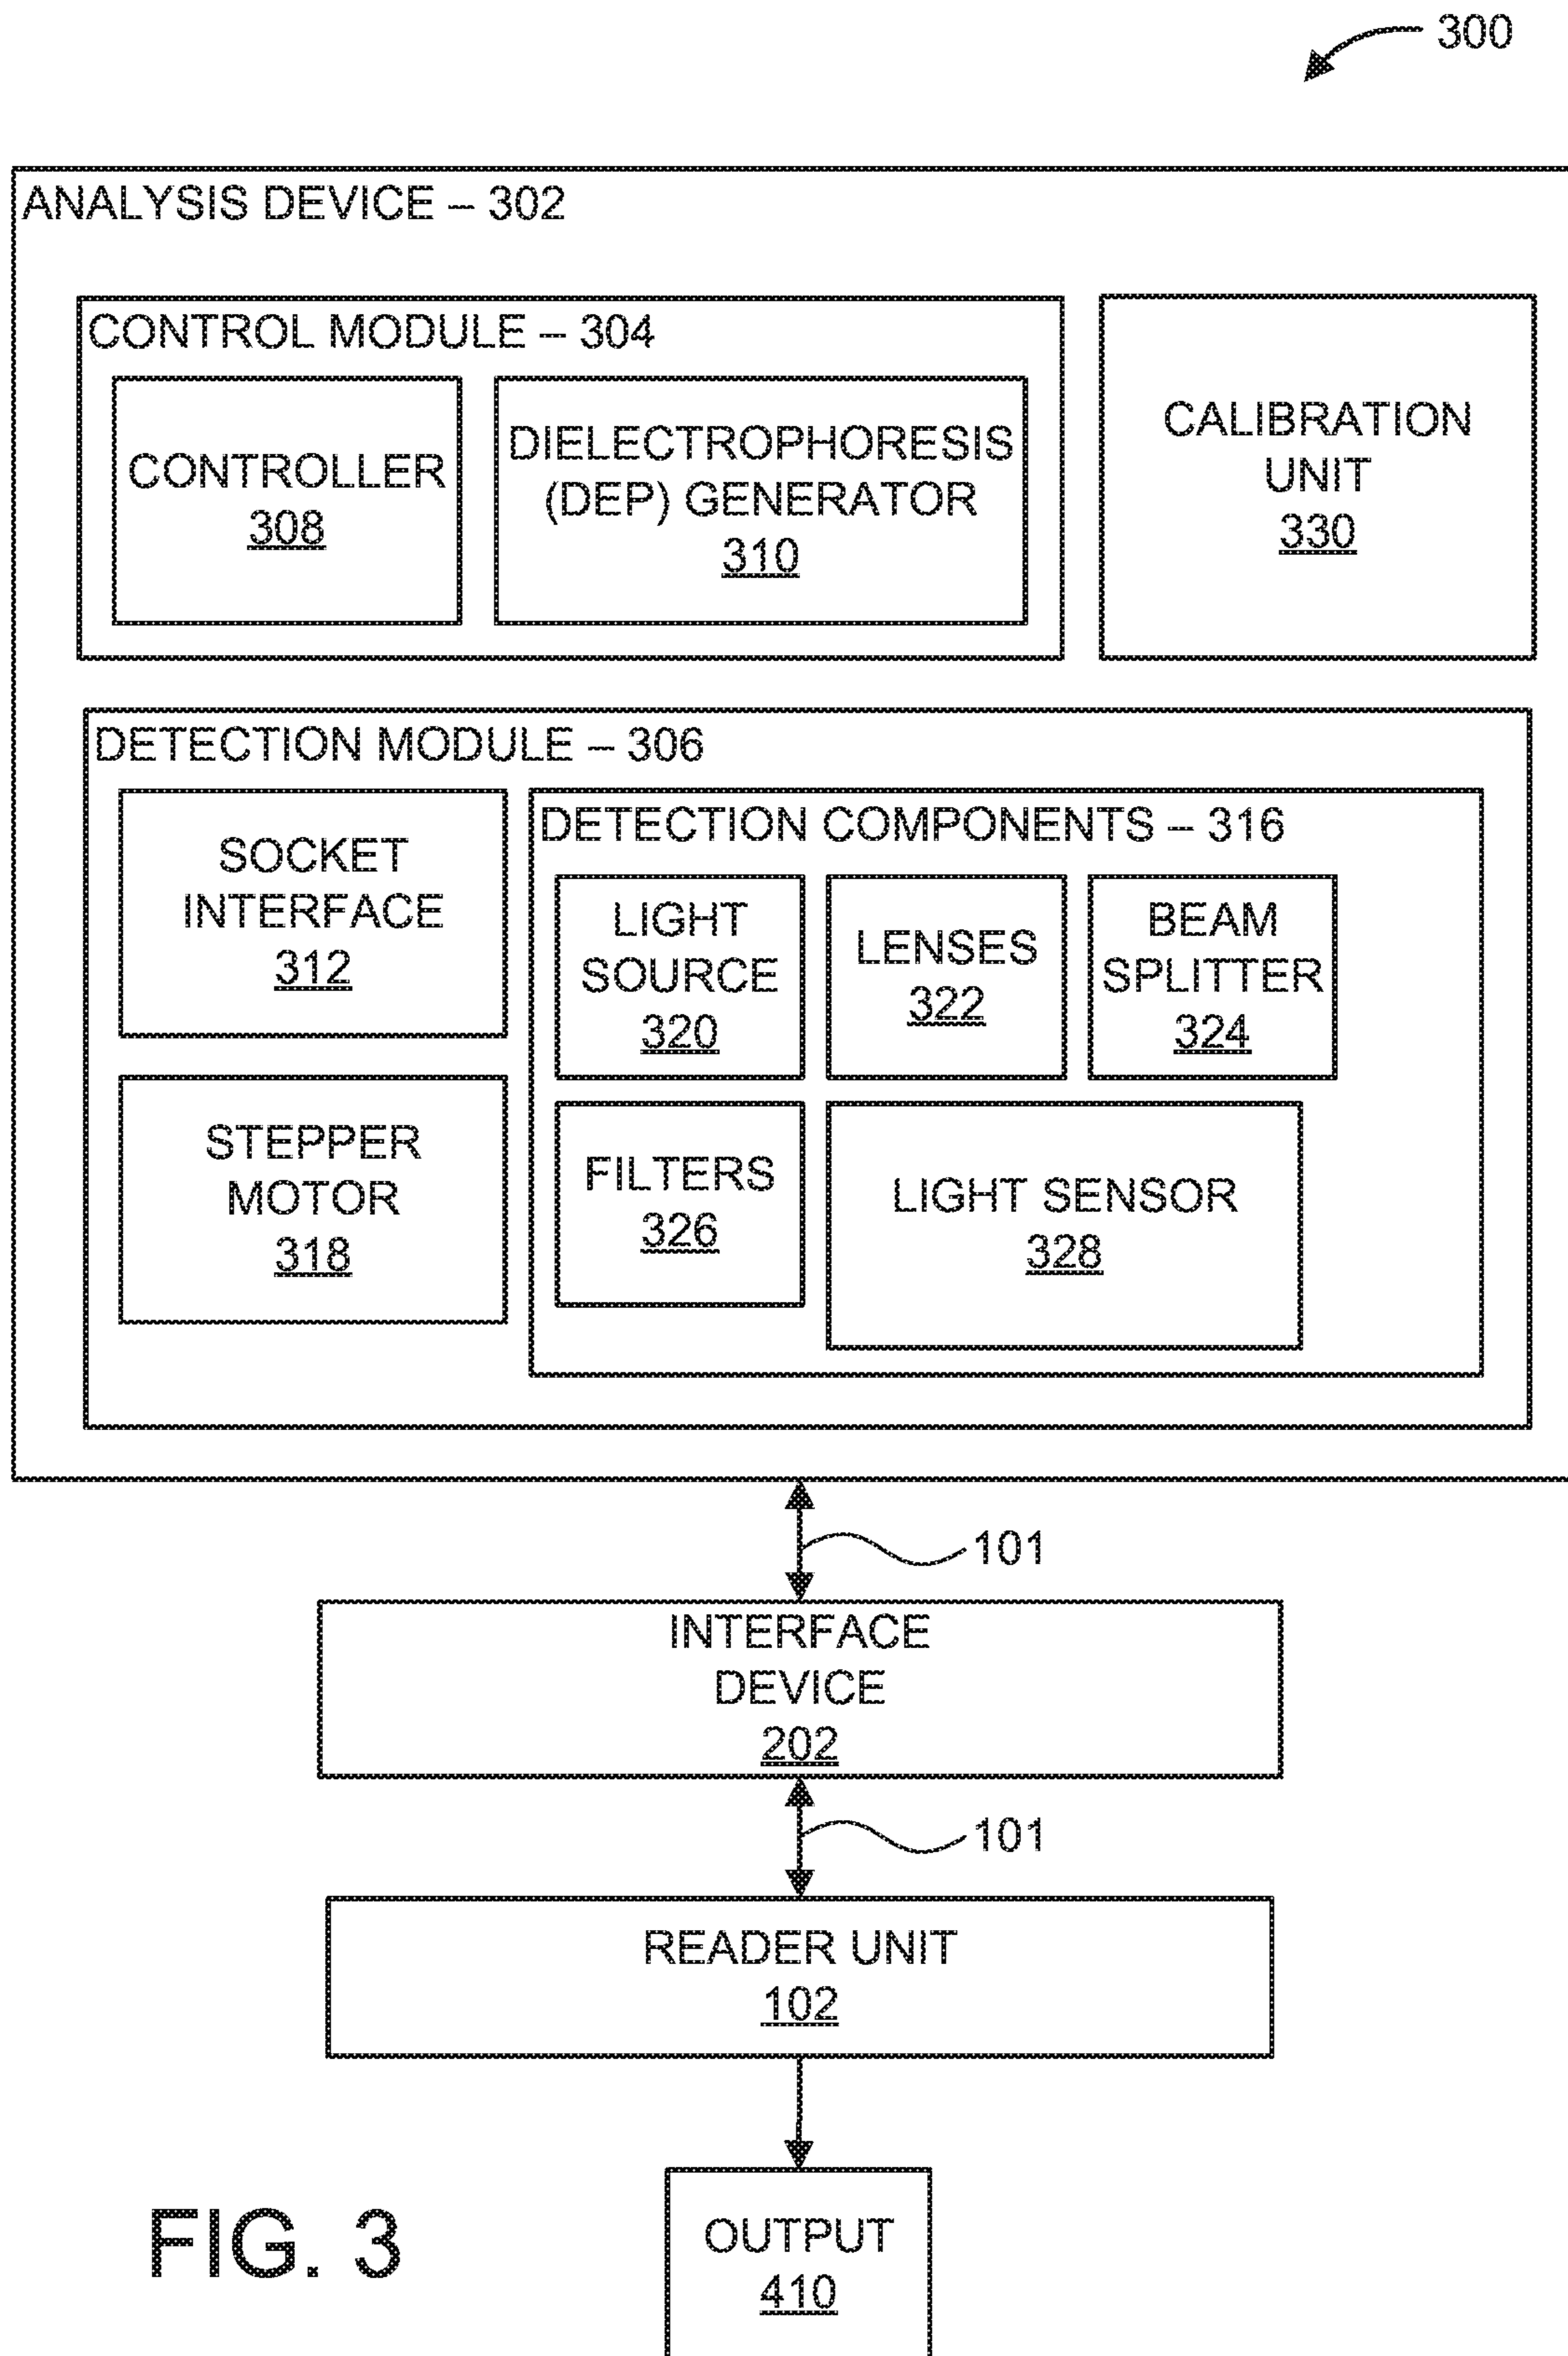 300
ANALYSIS DEVICE – 302
CONTROL MODULE – 304
CONTROLLER
308
DIELECTROPHORESIS
(DEP) GENERATOR
310
CALIBRATION
UNIT
330
DETECTION MODULE – 306
SOCKET
INTERFACE
312
STEPPER
MOTOR
318
DETECTION COMPONENTS – 316
LIGHT
SOURCE
320
LENSES
322
BEAM
SPLITTER
324
FILTERS
326
LIGHT SENSOR
328
101
INTERFACE
DEVICE
202
101
READER UNIT
102
OUTPUT
410
FIG. 3